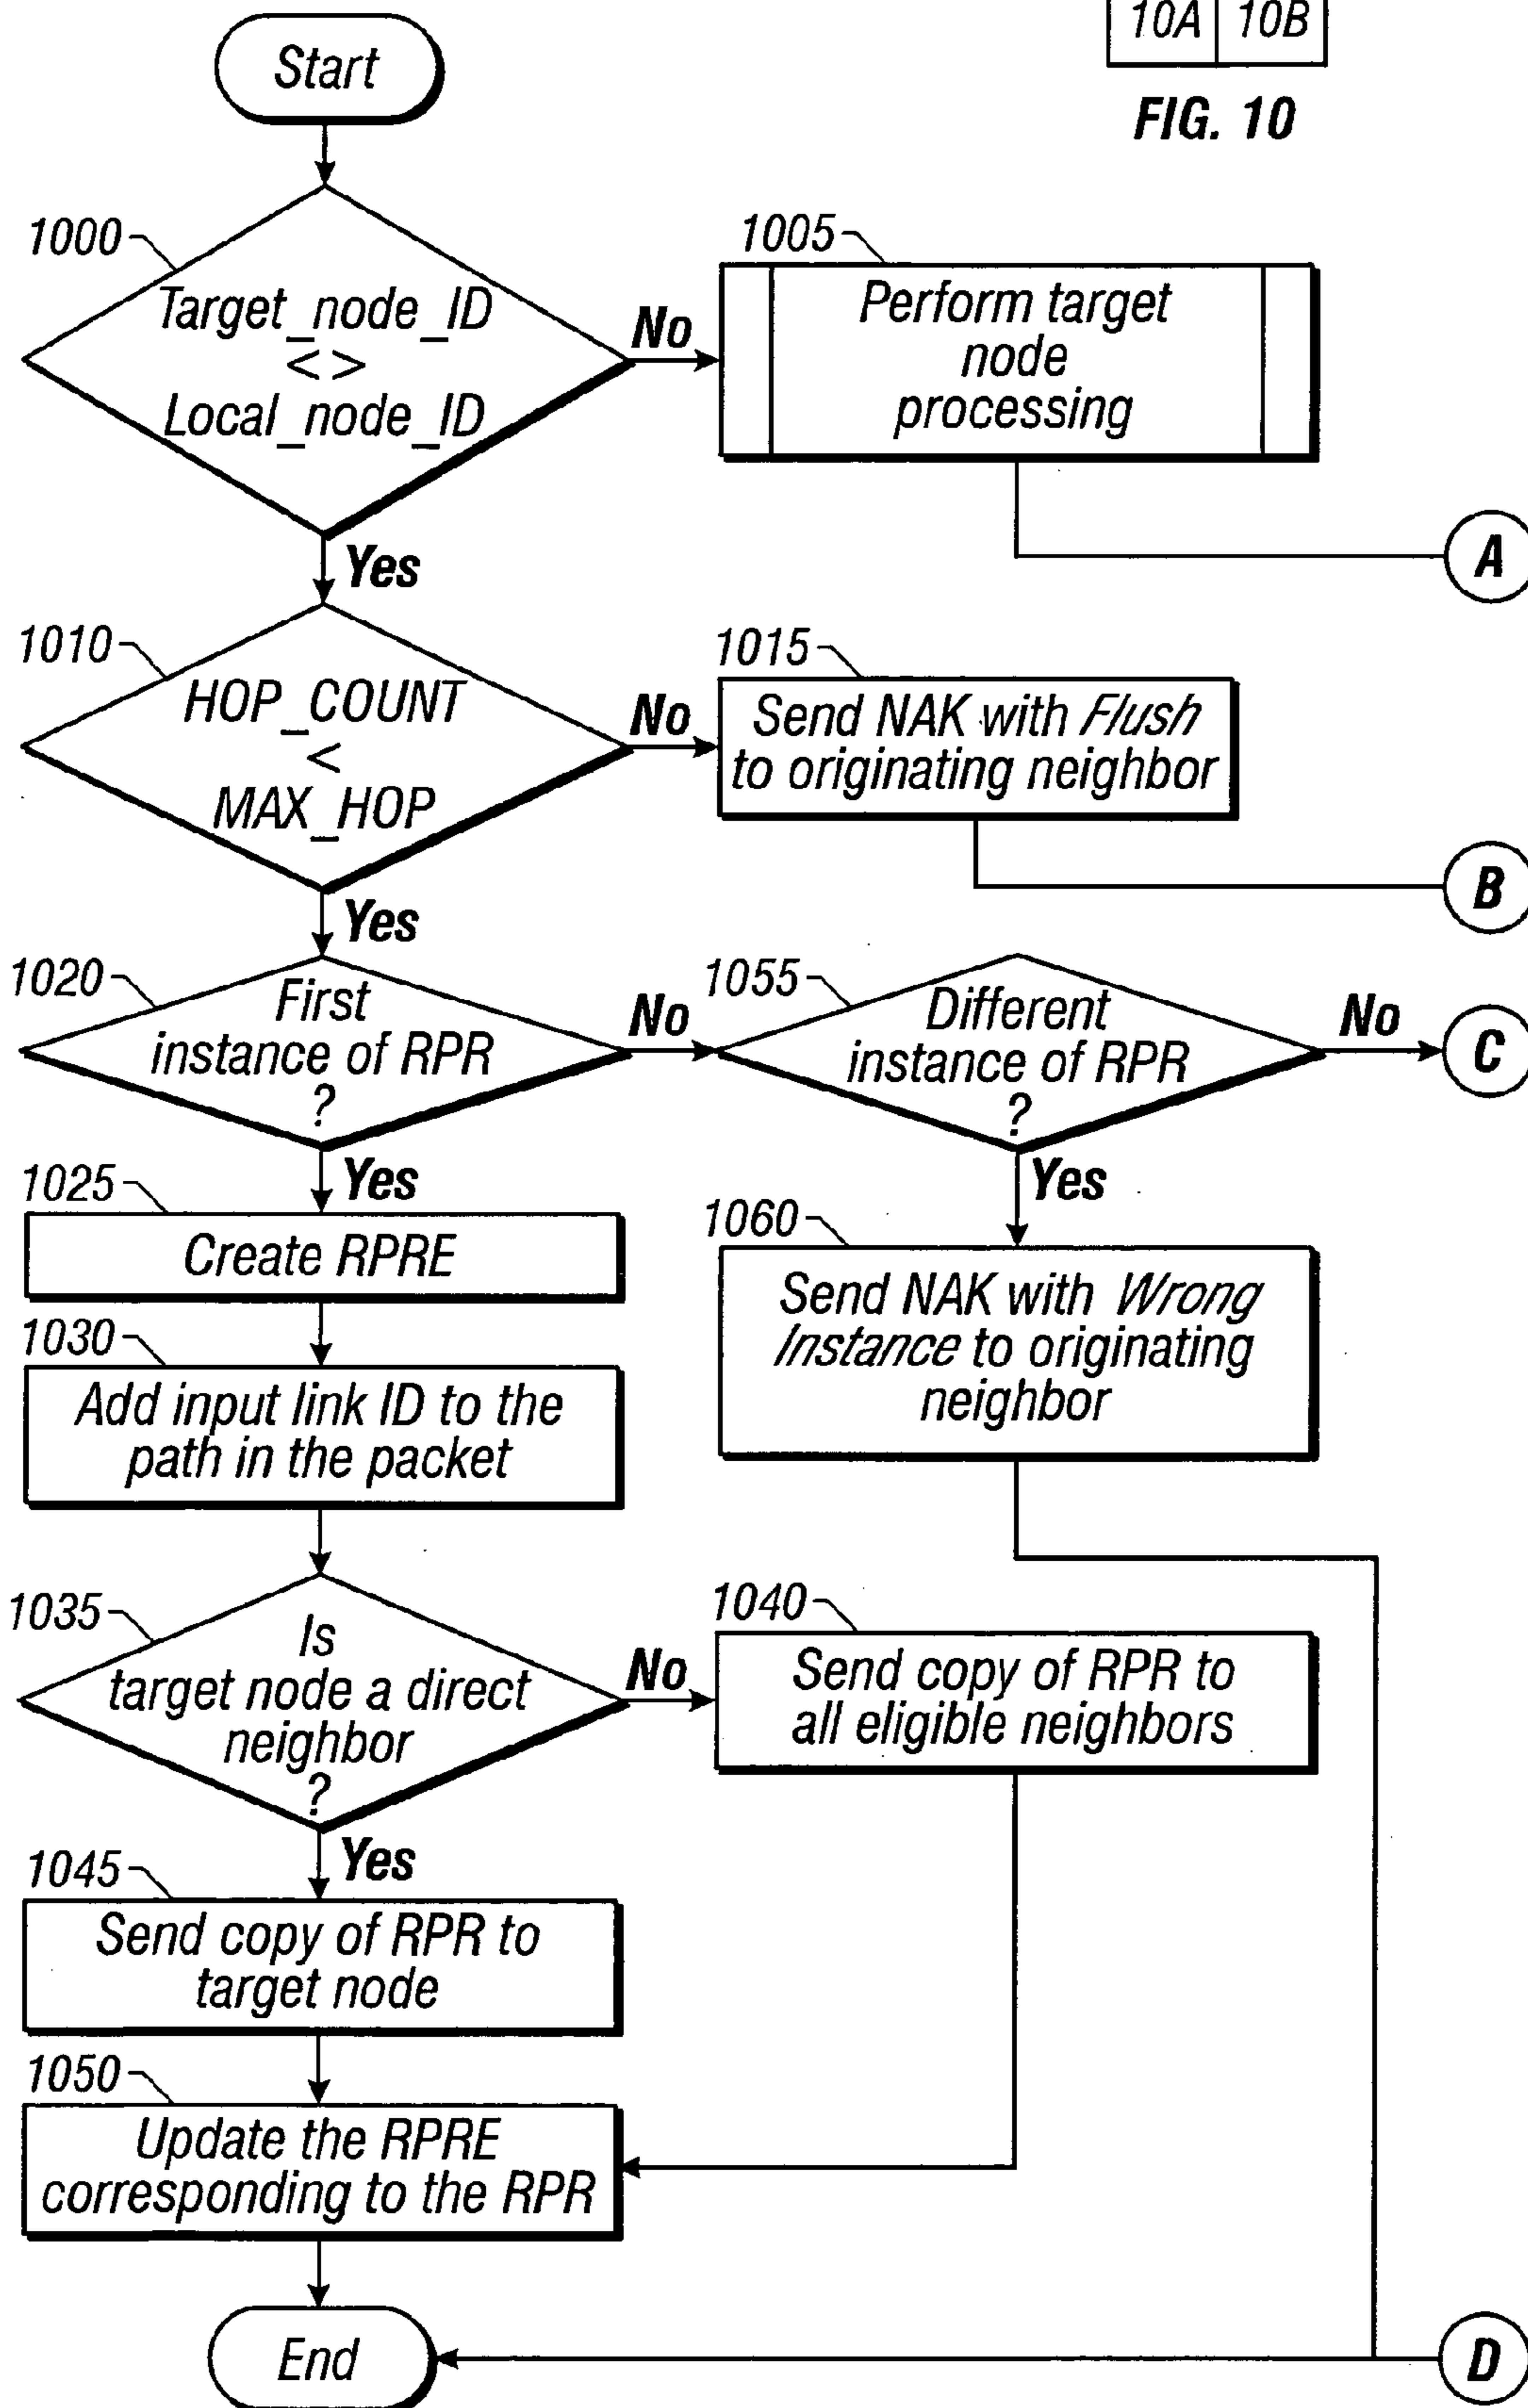 10A 10B
FIG. 10
Start
1000
Target_node_ID
<>
Local_node_ID
No
1005
Perform target
node
processing
A
Yes
1010
HOP_COUNT
<
MAX_HOP
No
1015
Send NAK with Flush
to originating neighbor
B
Yes
1020
First
instance of RPR
?
No
1055
Different
instance of RPR
?
No
C
Yes
1025
Create RPRE
Yes
1060
Send NAK with Wrong
Instance to originating
neighbor
1030
Add input link ID to the
path in the packet
1035
Is
target node a direct
neighbor
?
No
1040
Send copy of RPR to
all eligible neighbors
Yes
1045
Send copy of RPR to
target node
1050
Update the RPRE
corresponding to the RPR
End
D